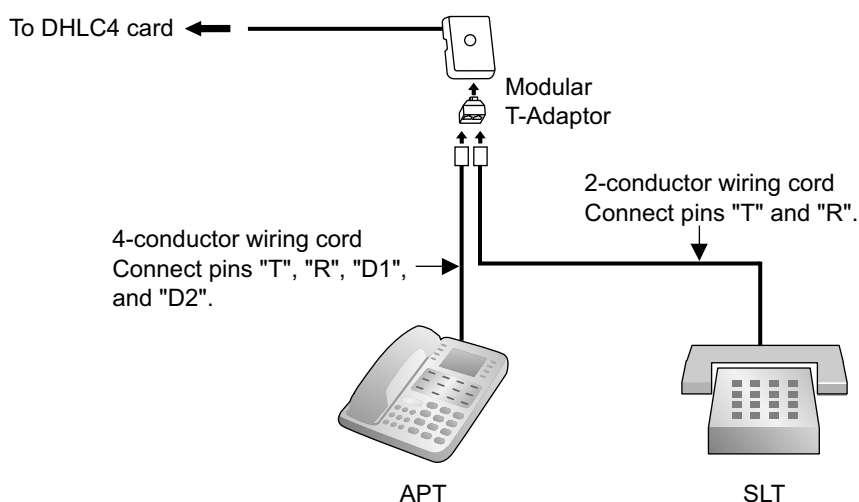 To DHLC4 card
Modular
T-Adaptor
2-conductor wiring cord
Connect pins "T" and "R".
4-conductor wiring cord
Connect pins "T", "R", "D1",
and "D2".
APT
SLT